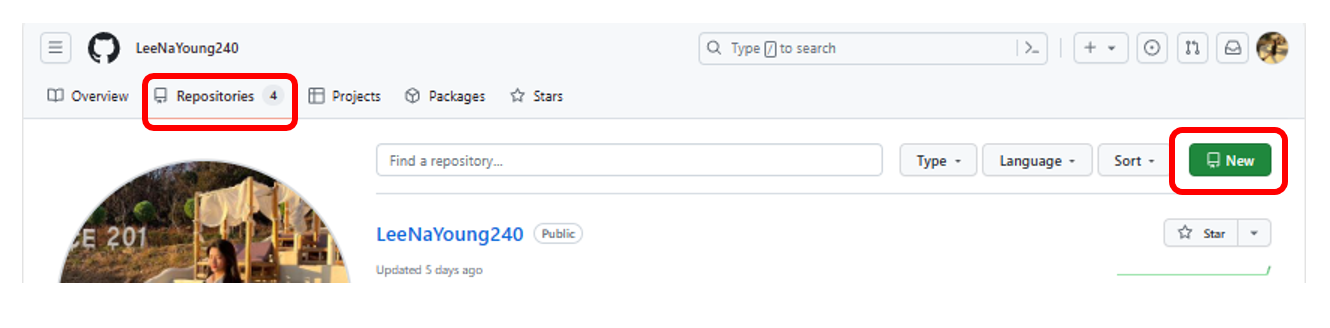 LeeNaYoung240
Type / to search
Overview Repositories 4 Projects Packages Stars
Find a repository...
Type Language Sort New
CE 201
LeeNaYoung240 Public
Star
Updated 5 days ago